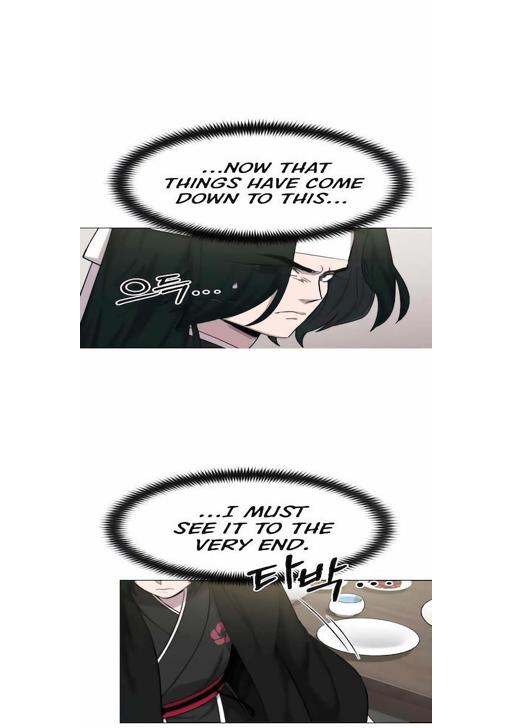 ...NOW THAT
THINGS HAVE COME
DOWN TO THIS...
으득...
...I MUST
SEE IT TO THE
VERY END.
타박...